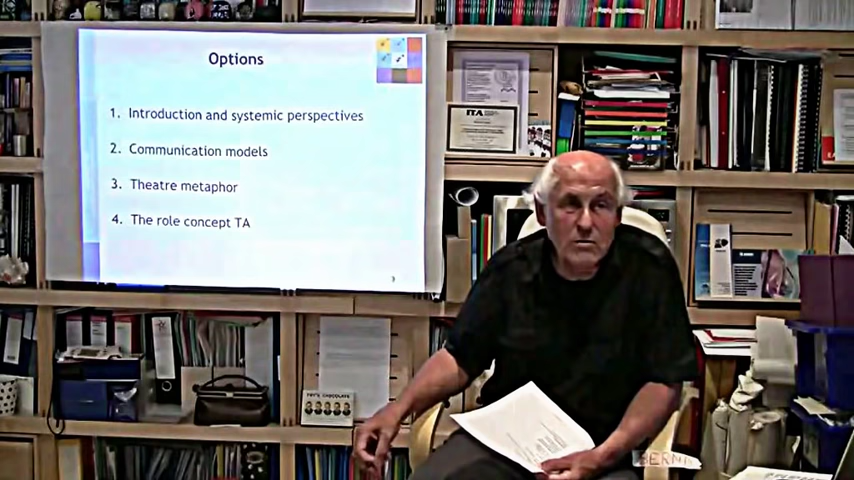 Options
1. Introduction and systemic perspectives
2. Communication models
3. Theatre metaphor
4. The role concept TA
ITA
FRY'S CHOCOLATE